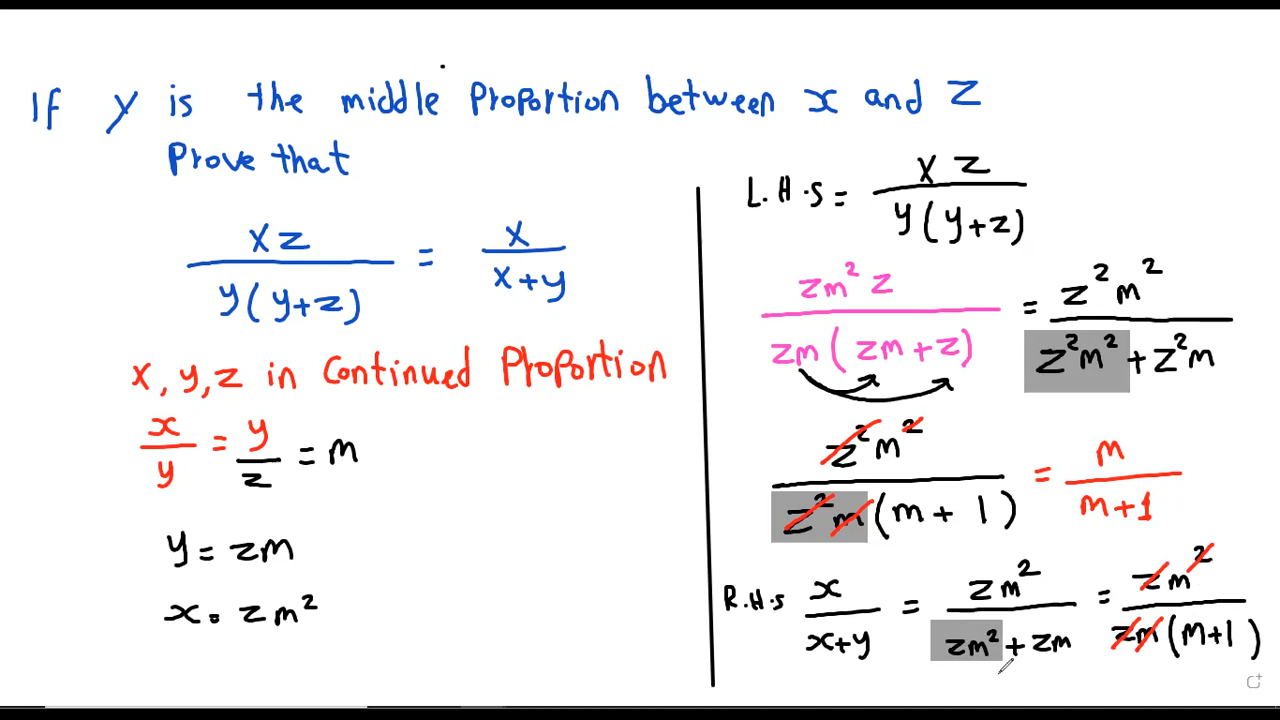 If y is the middle Proportion between x and Z
Prove that
xz / y(y+z) = x / x+y
x, y, z in Continued Proportion
x/y = y/z = m
y = zm
x = zm²
L.H.S = xz / y(y+z)
zm² z / zm(zm+z) = z²m² / z²m² + z²m
z²m² / z²m(m+1) = m / m+1
R.H.S x / x+y = zm² / zm² + zm = zm² / zm(m+1)